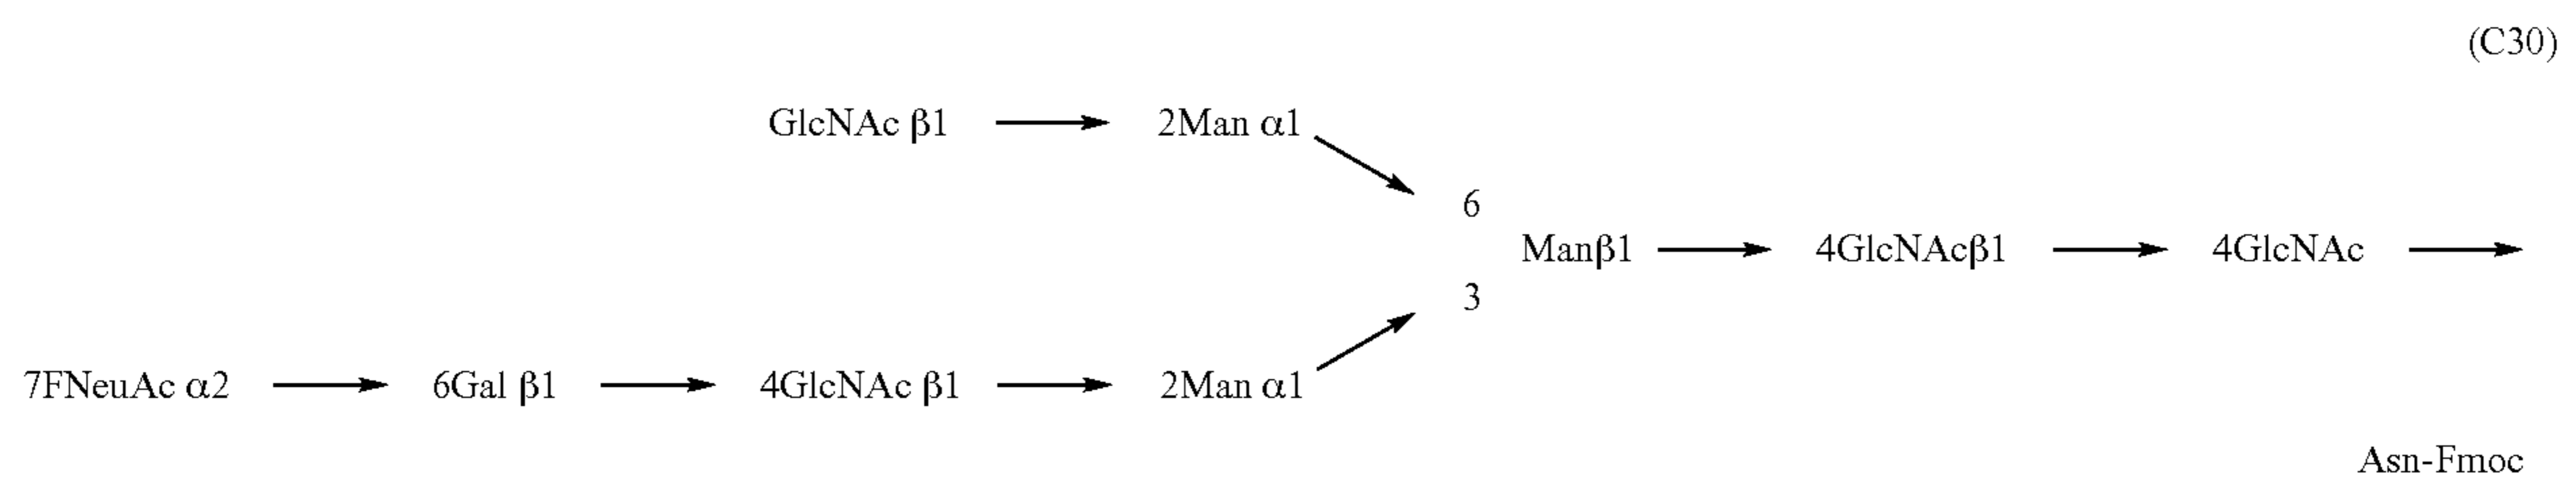 (C30)
GlcNAc β1 → 2Man α1
6
Manβ1 → 4GlcNAcβ1 → 4GlcNAc →
3
7FNeuAc α2 → 6Gal β1 → 4GlcNAc β1 → 2Man α1
Asn-Fmoc